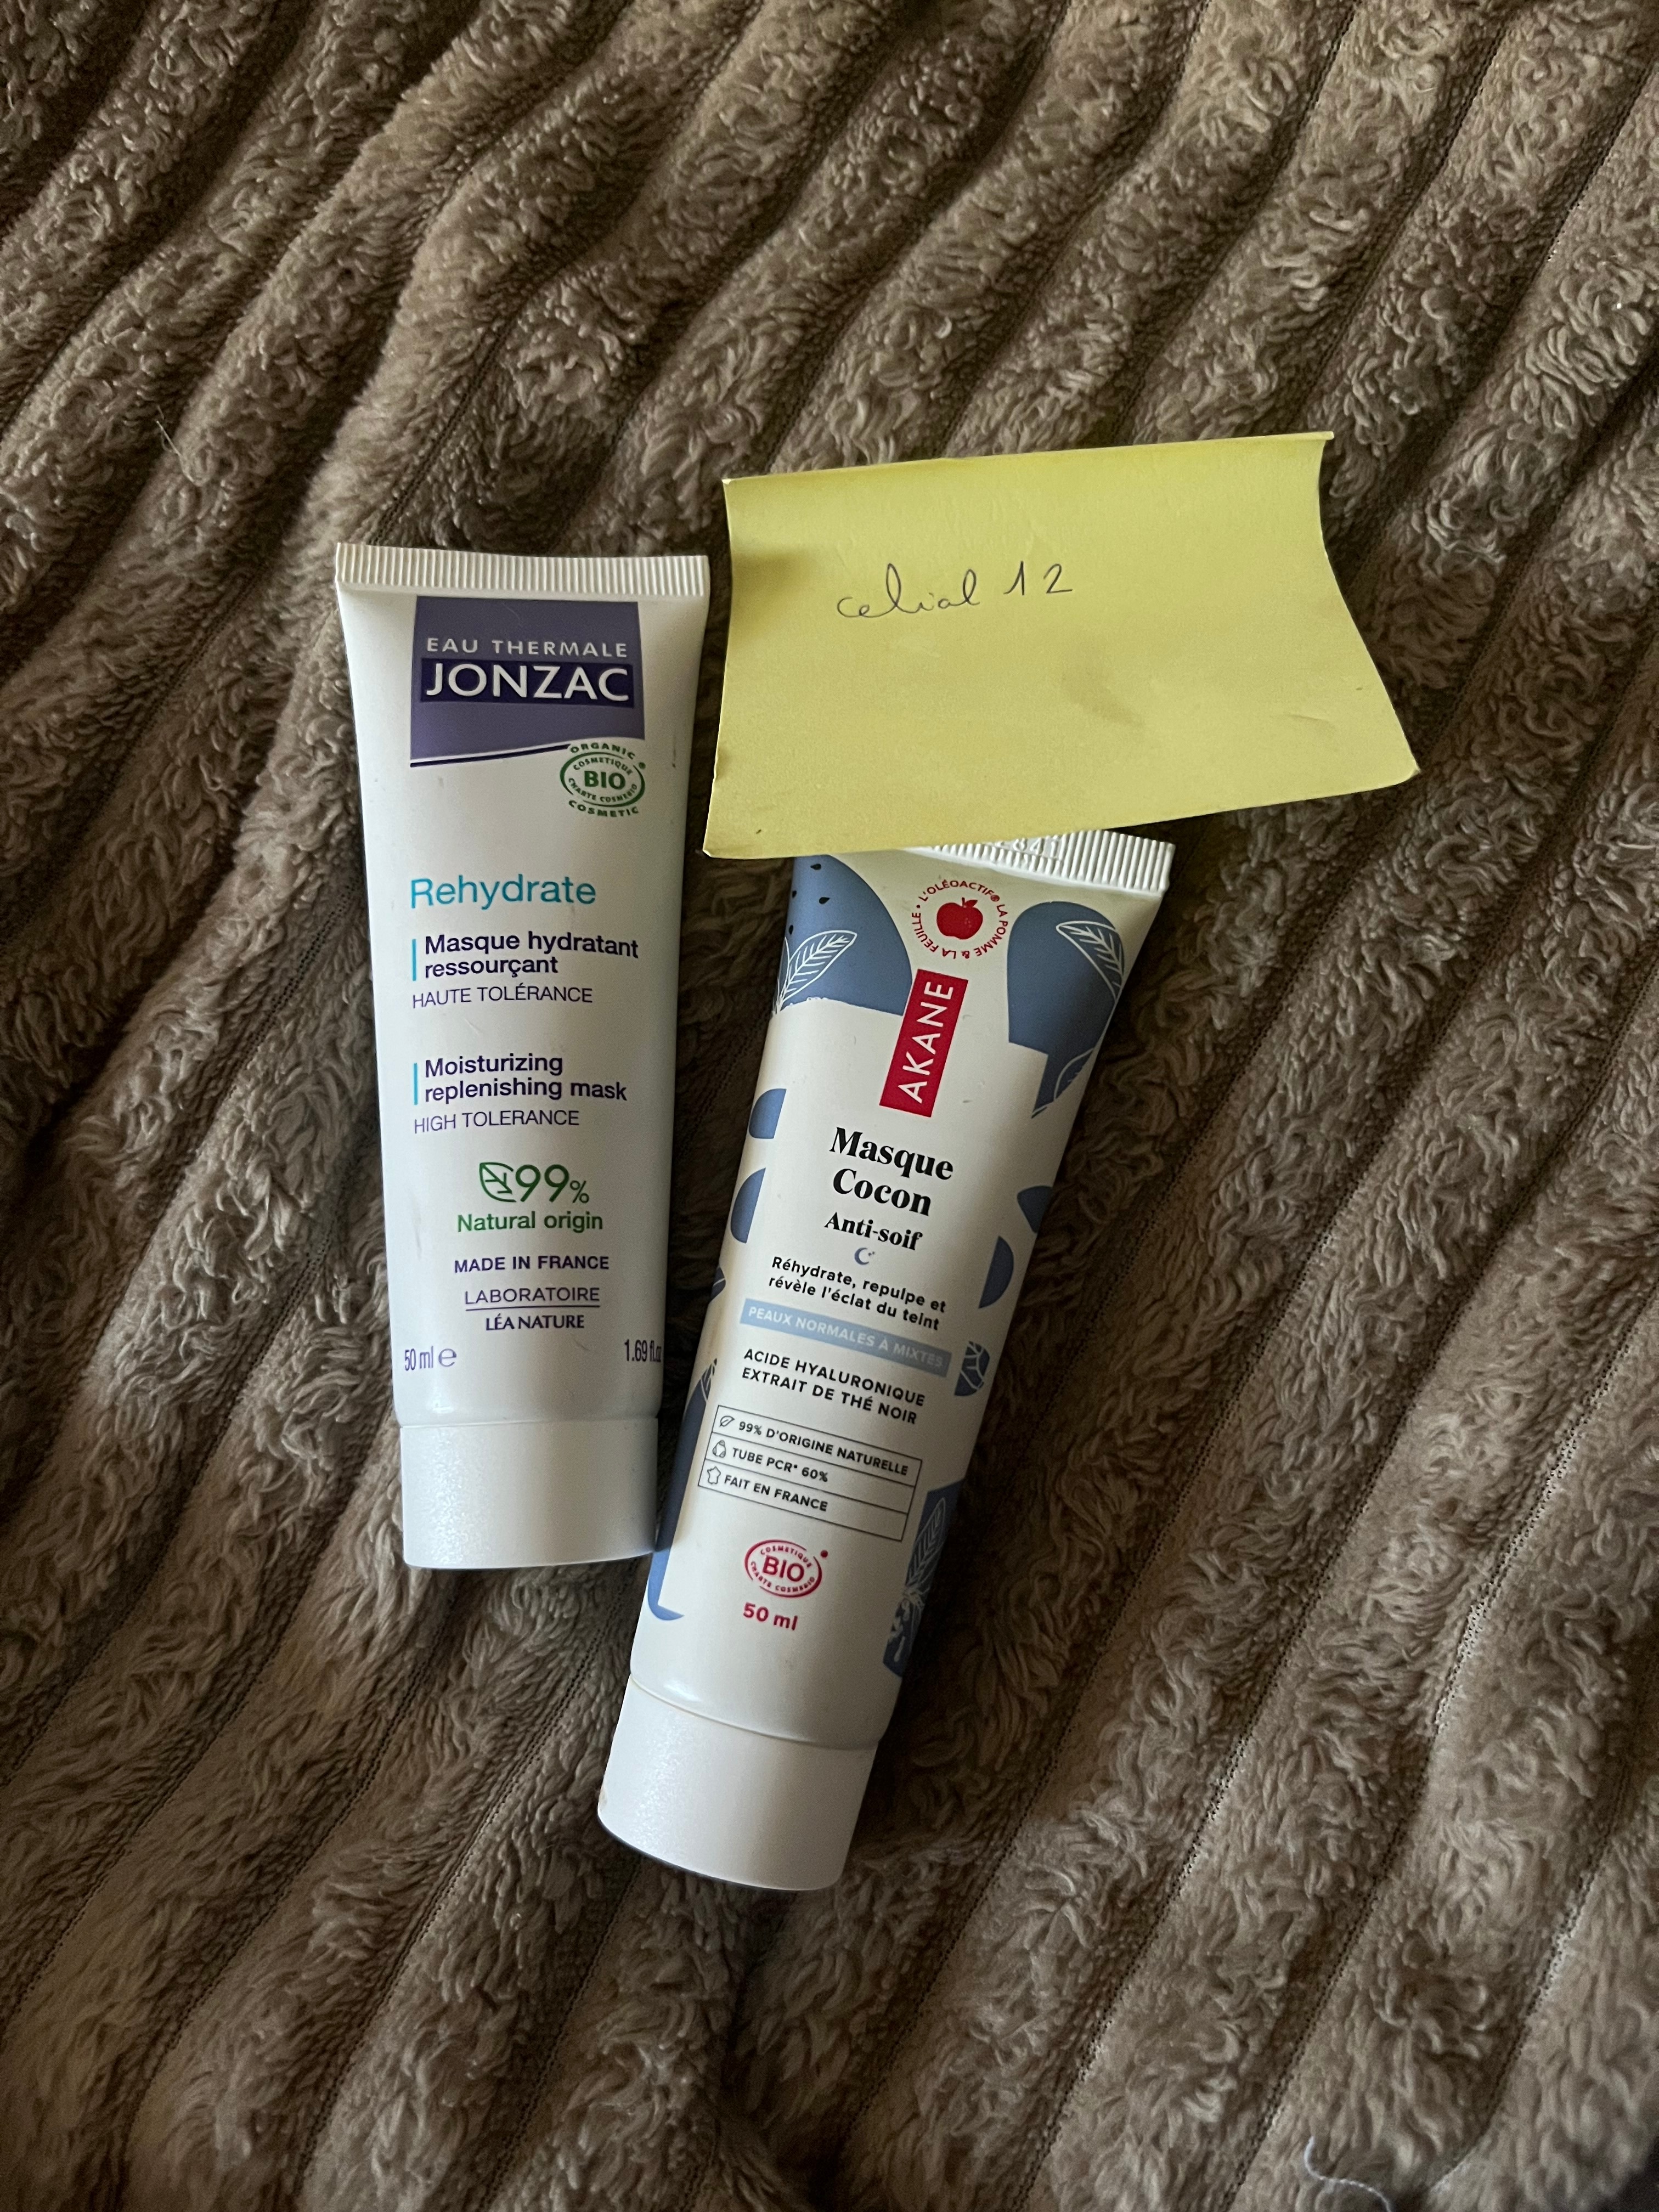 EAU THERMALE
JONZAC
ORGANIC
COSMETIQUE
BIO
CHARTE COSMEBIO
COSMETIC
Rehydrate
Masque hydratant
ressourçant
HAUTE TOLÉRANCE
Moisturizing
replenishing mask
HIGH TOLERANCE
99%
Natural origin
MADE IN FRANCE
LABORATOIRE
LÉA NATURE
50 ml e
1.69 fl.
celial 12
L'OLÉOACTIF® LA POMME & LA FEUILLE •
AKANE
Masque
Cocon
Anti-soif
Réhydrate, repulpe et
révèle l'éclat du teint
PEAUX NORMALES À MIXTES
ACIDE HYALURONIQUE
EXTRAIT DE THÉ NOIR
99% D'ORIGINE NATURELLE
TUBE PCR* 60%
FAIT EN FRANCE
COSMETIQUE
BIO
CHARTE COSMEBIO
50 ml